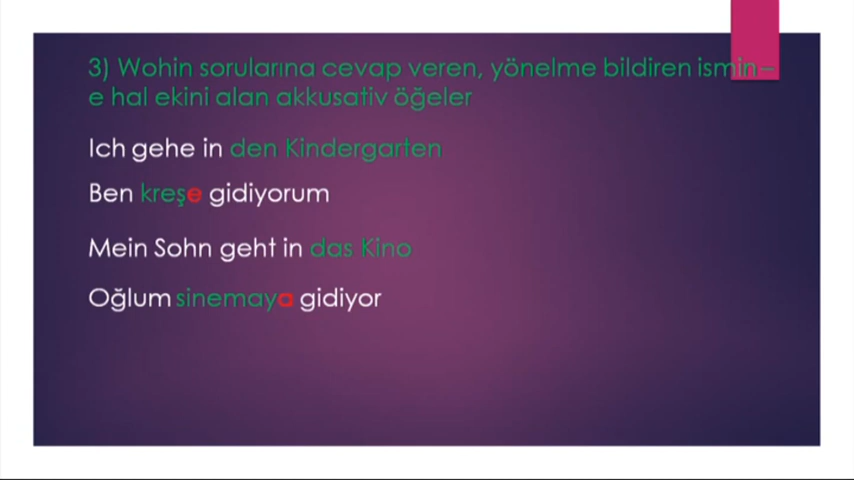 3) Wohin sorularına cevap veren, yönelme bildiren ismin–
e hal ekini alan akkusativ öğeler
Ich gehe in den Kindergarten
Ben kreşe gidiyorum
Mein Sohn geht in das Kino
Oğlum sinemaya gidiyor